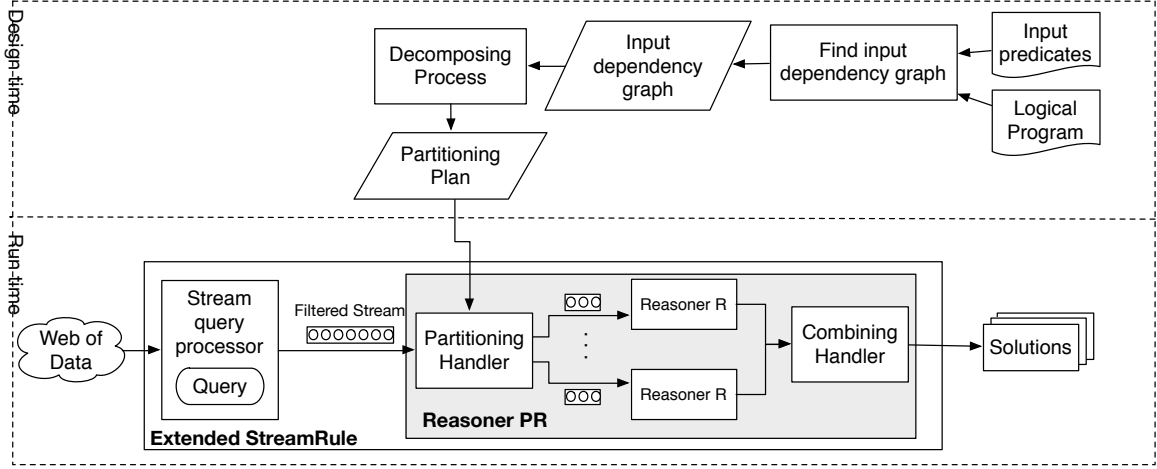 Design-time
Decomposing
Process
Input
dependency
graph
Find input
dependency graph
Input
predicates
Logical
Program
Partitioning
Plan
Run-time
Web of
Data
Stream
query
processor
Query
Filtered Stream
Partitioning
Handler
Reasoner R
Reasoner R
Combining
Handler
Solutions
Reasoner PR
Extended StreamRule